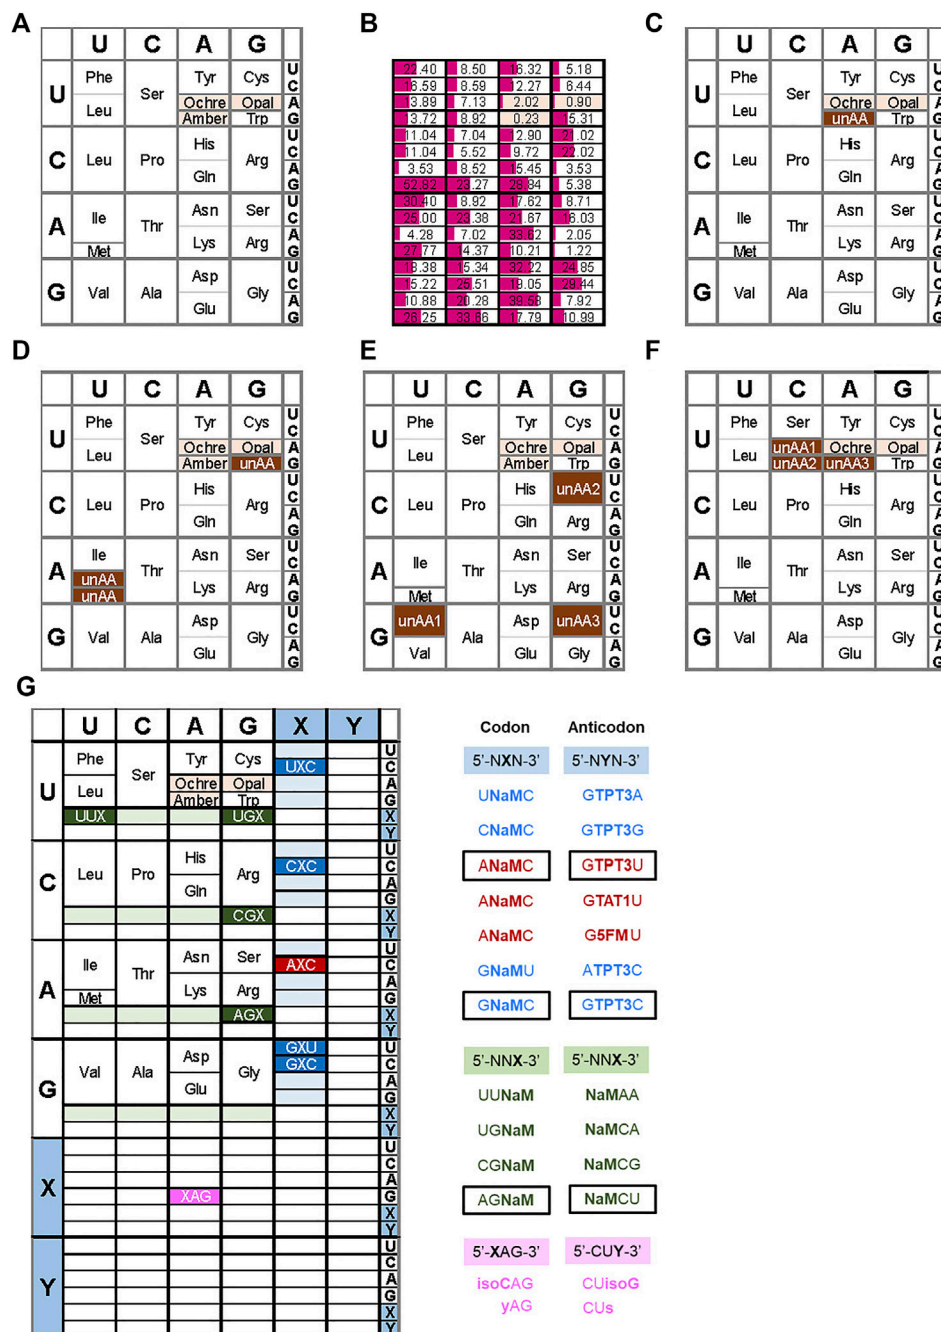 A
U C A G
U Phe Ser Tyr Cys U
C
Leu Ochre Opal A
Amber Trp G
C Leu Pro His Arg U
C
Gln A
G
A Ile Thr Asn Ser U
C
Lys Arg A
Met G
G Val Ala Asp Gly U
C
Glu A
G
B
22.40 8.50 16.32 5.18
16.59 8.59 12.27 6.44
13.89 7.13 2.02 0.90
13.72 8.92 0.23 15.31
11.04 7.04 12.90 21.02
11.04 5.52 9.72 22.02
3.53 8.52 15.45 3.53
52.82 23.27 28.84 5.38
30.40 8.92 17.62 8.71
25.00 23.38 21.67 16.03
4.28 7.02 33.62 2.05
27.77 14.37 10.21 1.22
18.38 15.34 32.22 24.85
15.22 25.51 19.05 29.44
10.88 20.28 39.58 7.92
26.25 33.66 17.79 10.99
C
U C A G
U Phe Ser Tyr Cys U
C
Leu Ochre Opal A
unAA Trp G
C Leu Pro His Arg U
C
Gln A
G
A Ile Thr Asn Ser U
C
Lys Arg A
Met G
G Val Ala Asp Gly U
C
Glu A
G
D
U C A G
U Phe Ser Tyr Cys U
C
Leu Ochre Opal A
Amber unAA G
C Leu Pro His Arg U
C
Gln A
G
A Ile Thr Asn Ser U
C
unAA Lys Arg A
unAA G
G Val Ala Asp Gly U
C
Glu A
G
E
U C A G
U Phe Ser Tyr Cys U
C
Leu Ochre Opal A
Amber Trp G
C Leu Pro His unAA2 U
C
Gln Arg A
G
A Ile Thr Asn Ser U
C
Lys Arg A
Met G
G unAA1 Ala Asp unAA3 U
C
Val Glu Gly A
G
F
U C A G
U Phe Ser Tyr Cys U
C
Leu unAA1 Ochre Opal A
unAA2 unAA3 Trp G
C Leu Pro His Arg U
C
Gln A
G
A Ile Thr Asn Ser U
C
Lys Arg A
Met G
G Val Ala Asp Gly U
C
Glu A
G
G
U C A G X Y
U Phe Ser Tyr Cys U
UXC C
Leu Ochre Opal A
Amber Trp G
UUX UGX X
Y
C Leu Pro His Arg U
CXC C
Gln A
G
CGX X
Y
A Ile Thr Asn Ser U
AXC C
Lys Arg A
Met G
AGX X
Y
G Val Ala Asp Gly GXU U
GXC C
Glu A
G
X
Y
X U
C
A
XAG G
X
Y
Y U
C
A
G
X
Y
Codon Anticodon
5'-NXN-3' 5'-NYN-3'
UNaMC GTPT3A
CNaMC GTPT3G
ANaMC GTPT3U
ANaMC GTAT1U
ANaMC G5FMU
GNaMU ATPT3C
GNaMC GTPT3C
5'-NNX-3' 5'-NNX-3'
UUNaM NaMAA
UGNaM NaMCA
CGNaM NaMCG
AGNaM NaMCU
5'-XAG-3' 5'-CUY-3'
isoCAG CUisoG
yAG CUs